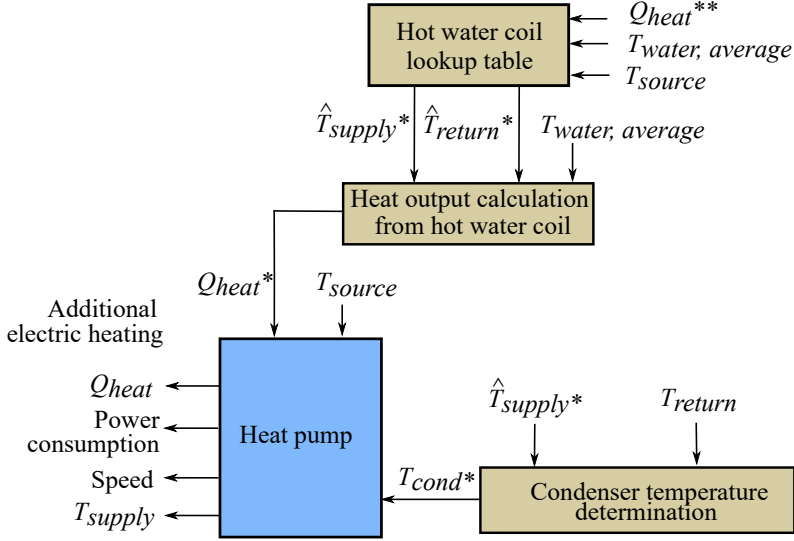 Qheat**
Hot water coil
lookup table
Twater, average
Tsource
T̂supply*
T̂return*
Twater, average
Heat output calculation
from hot water coil
Qheat*
Tsource
Additional
electric heating
Qheat
Power
consumption
Speed
Tsupply
Heat pump
Tcond*
T̂supply*
Treturn
Condenser temperature
determination